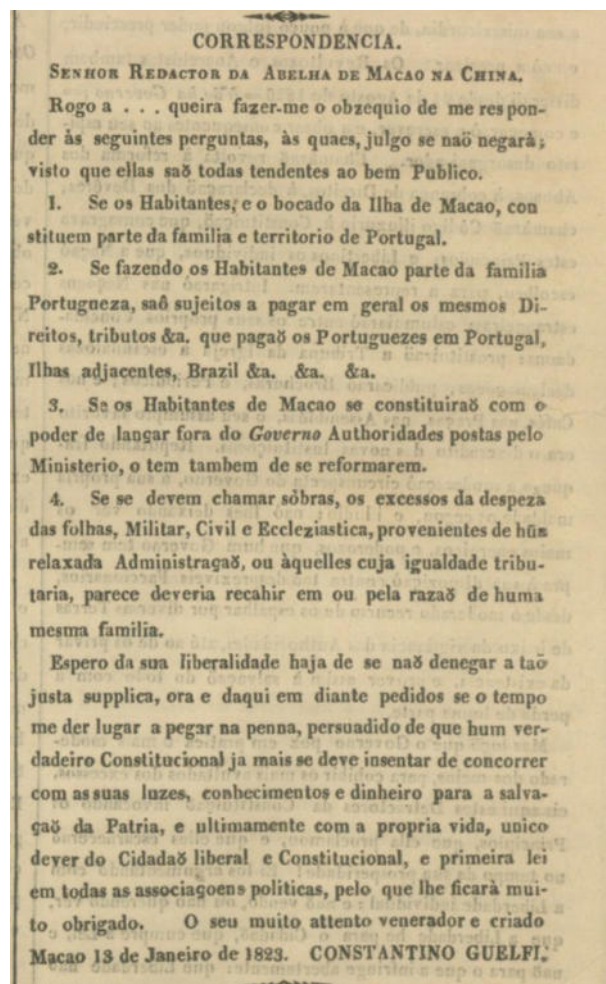 CORRESPONDENCIA.
SENHOR REDACTOR DA ABELHA DE MACAO NA CHINA.
Rogo a . . . queira fazer-me o obzequio de me respon-
der às seguintes perguntas, às quaes, julgo se naõ negarà;
visto que ellas saõ todas tendentes ao bem Publico.
1. Se os Habitantes, e o bocado da Ilha de Macao, con
stituem parte da familia e territorio de Portugal.
2. Se fazendo os Habitantes de Macao parte da familia
Portugueza, saõ sujeitos a pagar em geral os mesmos Di-
reitos, tributos &a. que pagaõ os Portuguezes em Portugal,
Ilhas adjacentes, Brazil &a. &a. &a.
3. Se os Habitantes de Macao se constituiraõ com o
poder de lançar fora do Governo Authoridades postas pelo
Ministerio, o tem tambem de se reformarem.
4. Se se devem chamar sóbras, os excessos da despeza
das folhas, Militar, Civil e Eccleziastica, provenientes de hũa
relaxada Administraçaõ, ou àquelles cuja igualdade tribu-
taria, parece deveria recahir em ou pela razaõ de huma
mesma familia.
Espero da sua liberalidade haja de se naõ denegar a taõ
justa supplica, ora e daqui em diante pedidos se o tempo
me der lugar a pegar na penna, persuadido de que hum ver-
dadeiro Constitucional ja mais se deve insentar de concorrer
com as suas luzes, conhecimentos e dinheiro para a salva-
çaõ da Patria, e ultimamente com a propria vida, unico
dever do Cidadaõ liberal e Constitucional, e primeira lei
em todas as associaçoens politicas, pelo que lhe ficarà mui-
to obrigado. O seu muito attento venerador e criado
Macao 13 de Janeiro de 1823. CONSTANTINO GUELFI.